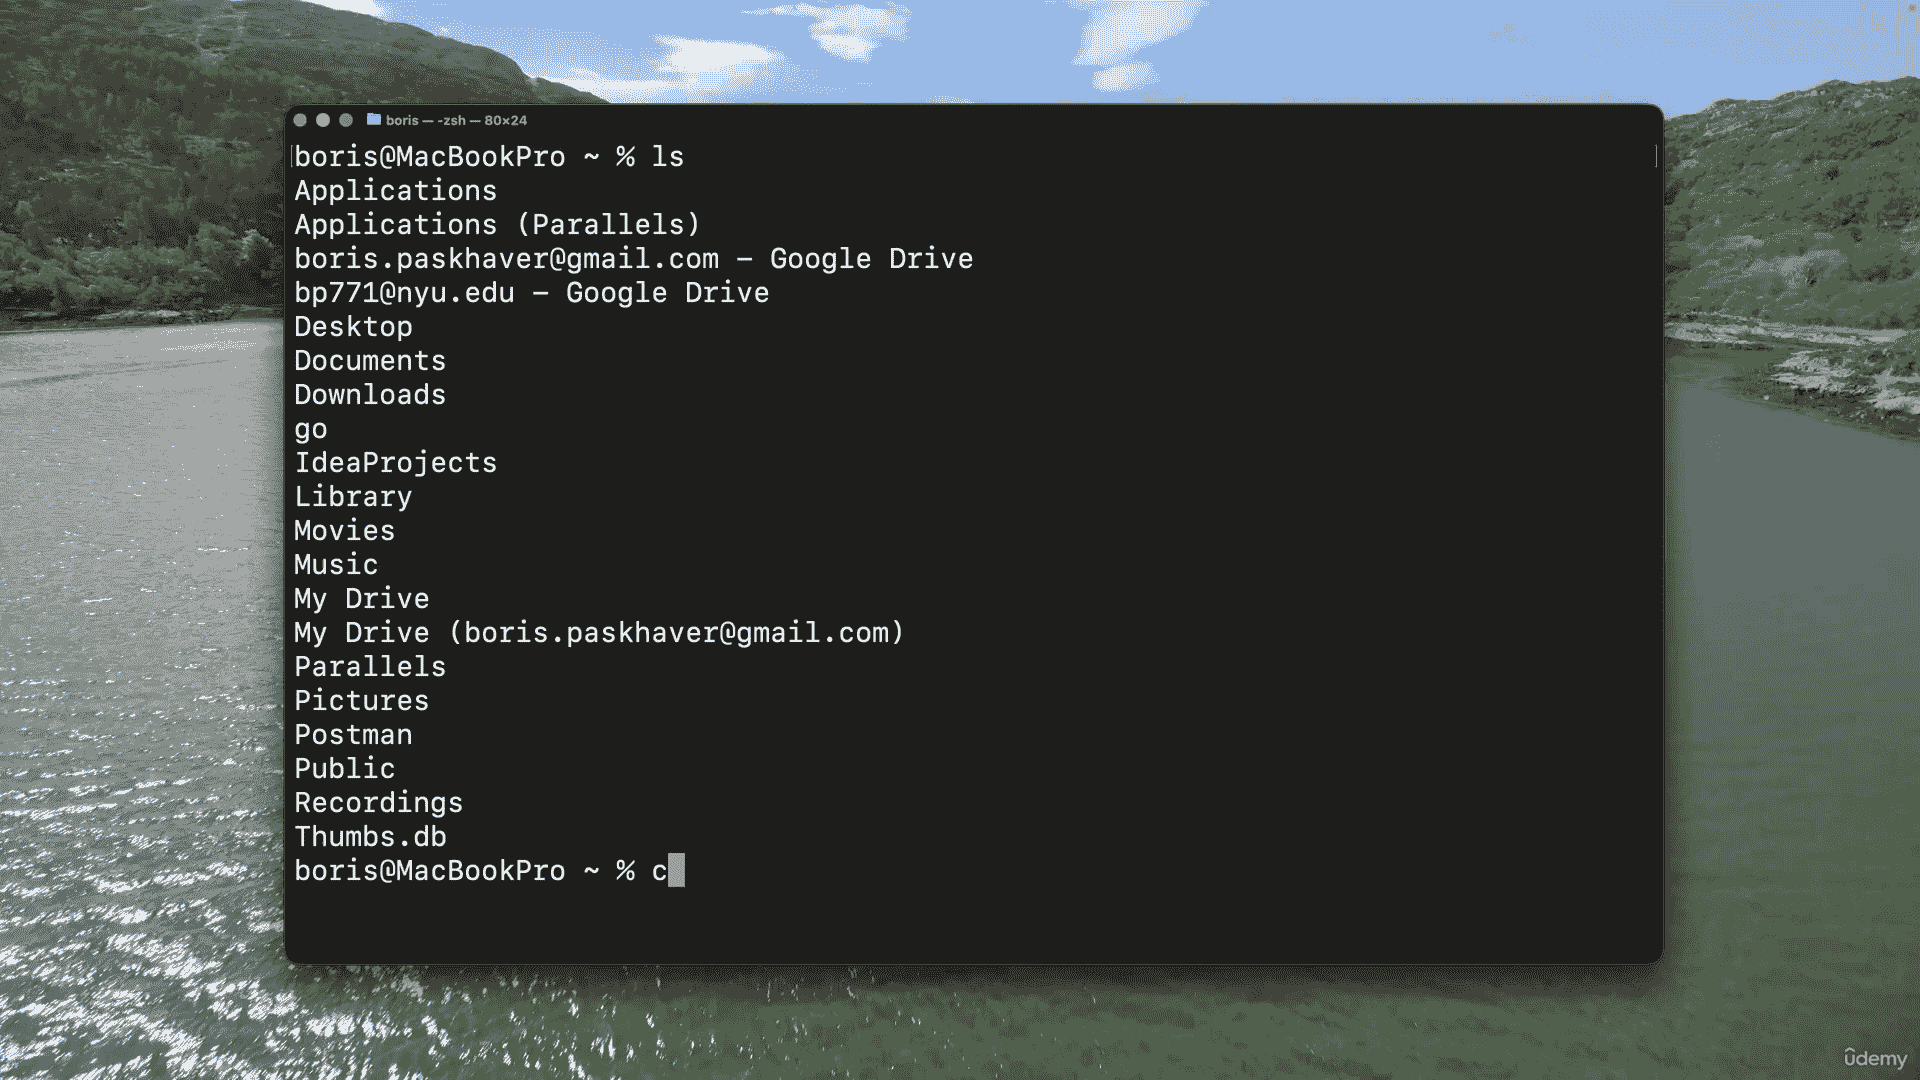 boris — -zsh — 80×24
boris@MacBookPro ~ % ls
Applications
Applications (Parallels)
boris.paskhaver@gmail.com – Google Drive
bp771@nyu.edu – Google Drive
Desktop
Documents
Downloads
go
IdeaProjects
Library
Movies
Music
My Drive
My Drive (boris.paskhaver@gmail.com)
Parallels
Pictures
Postman
Public
Recordings
Thumbs.db
boris@MacBookPro ~ % c
ûdemy